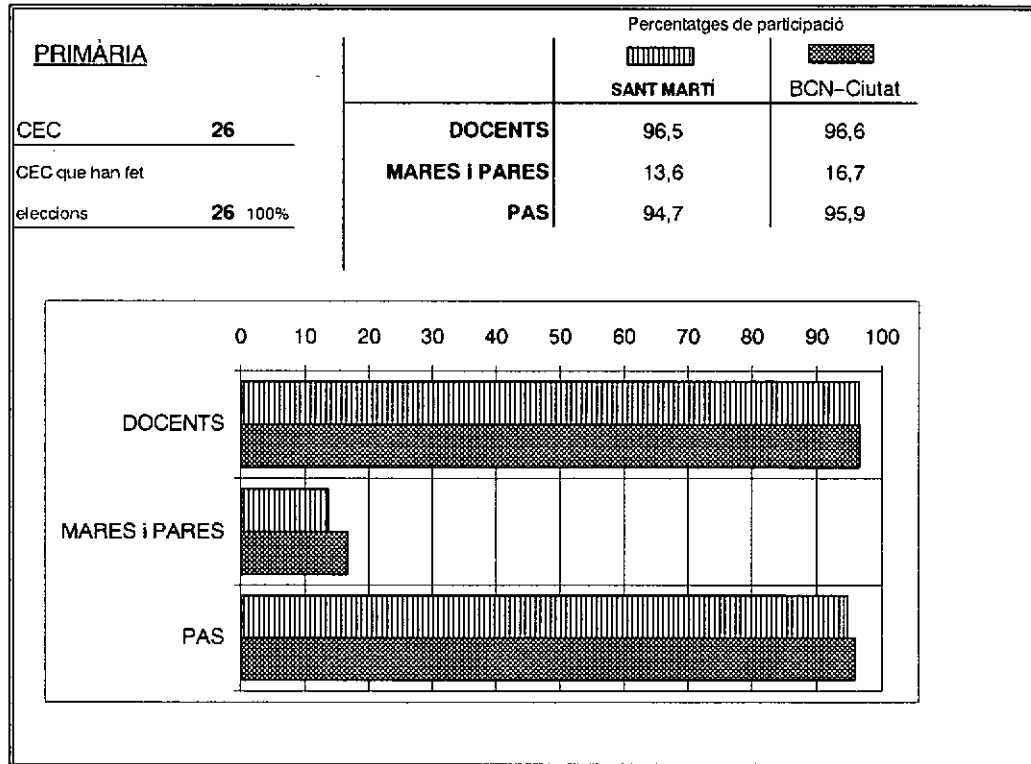 PRIMÀRIA
Percentatges de participació
SANT MARTÍ BCN-Ciutat
CEC 26
CEC que han fet
eleccions 26 100%
DOCENTS 96,5 96,6
MARES i PARES 13,6 16,7
PAS 94,7 95,9
0 10 20 30 40 50 60 70 80 90 100
DOCENTS
MARES i PARES
PAS